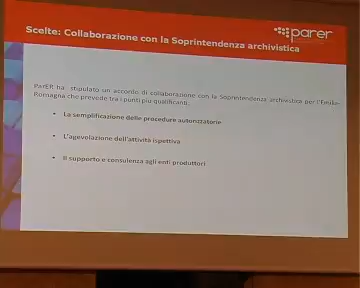 Scelte: Collaborazione con la Soprintendenza archivistica
parer
ParER ha stipulato un accordo di collaborazione con la Soprintendenza archivistica per l'Emilia-
Romagna che prevede tra i punti più qualificanti:
• La semplificazione delle procedure autorizzatorie
• L'agevolazione dell'attività ispettiva
• Il supporto e consulenza agli enti produttori